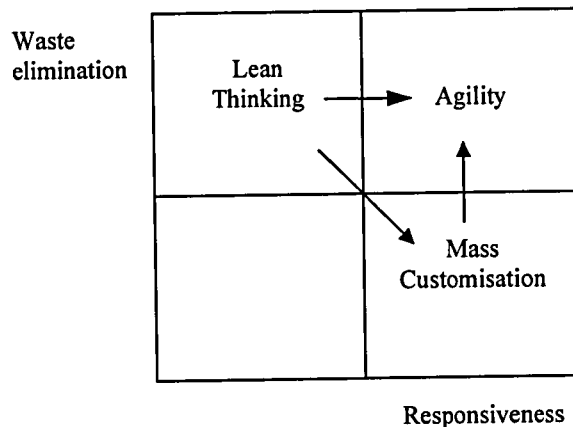 Waste
elimination
Lean
Thinking
Agility
Mass
Customisation
Responsiveness